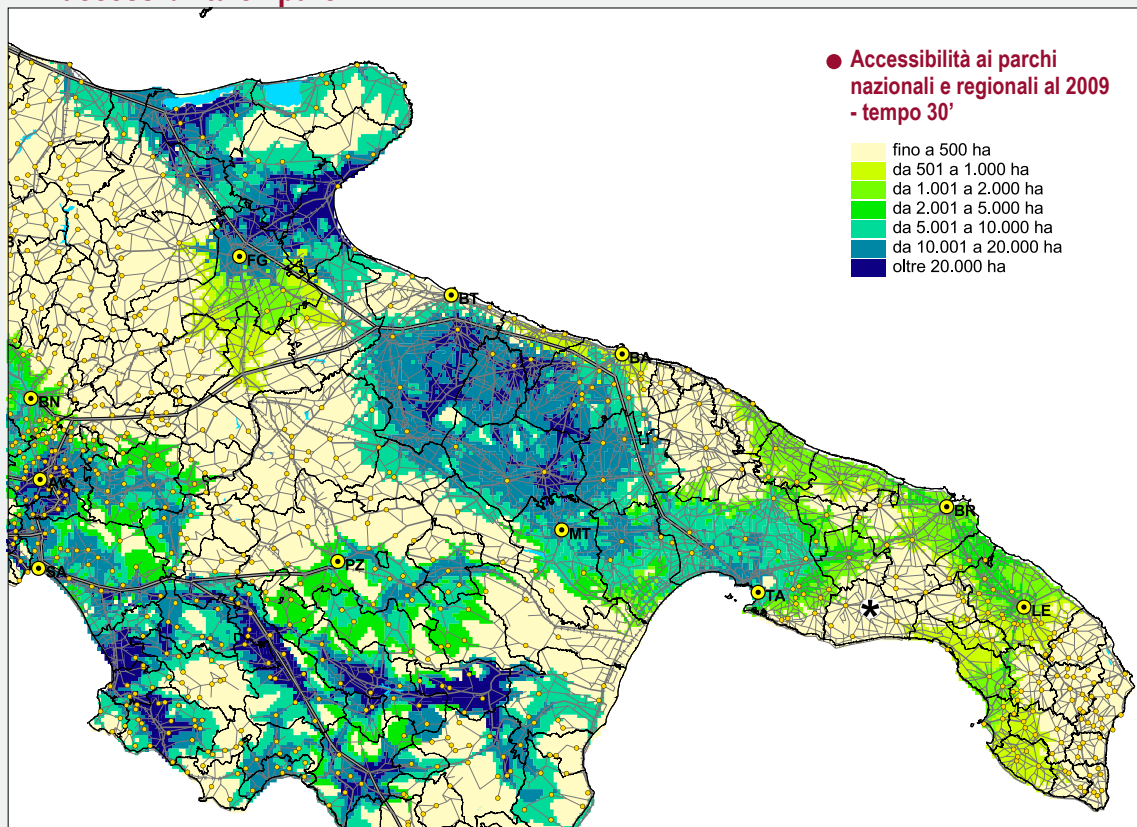 ● Accessibilità ai parchi
nazionali e regionali al 2009
- tempo 30’
fino a 500 ha
da 501 a 1.000 ha
da 1.001 a 2.000 ha
da 2.001 a 5.000 ha
da 5.001 a 10.000 ha
da 10.001 a 20.000 ha
oltre 20.000 ha
FG
BT
BA
BN
AV
BR
MT
PZ
SA
TA
*
LE